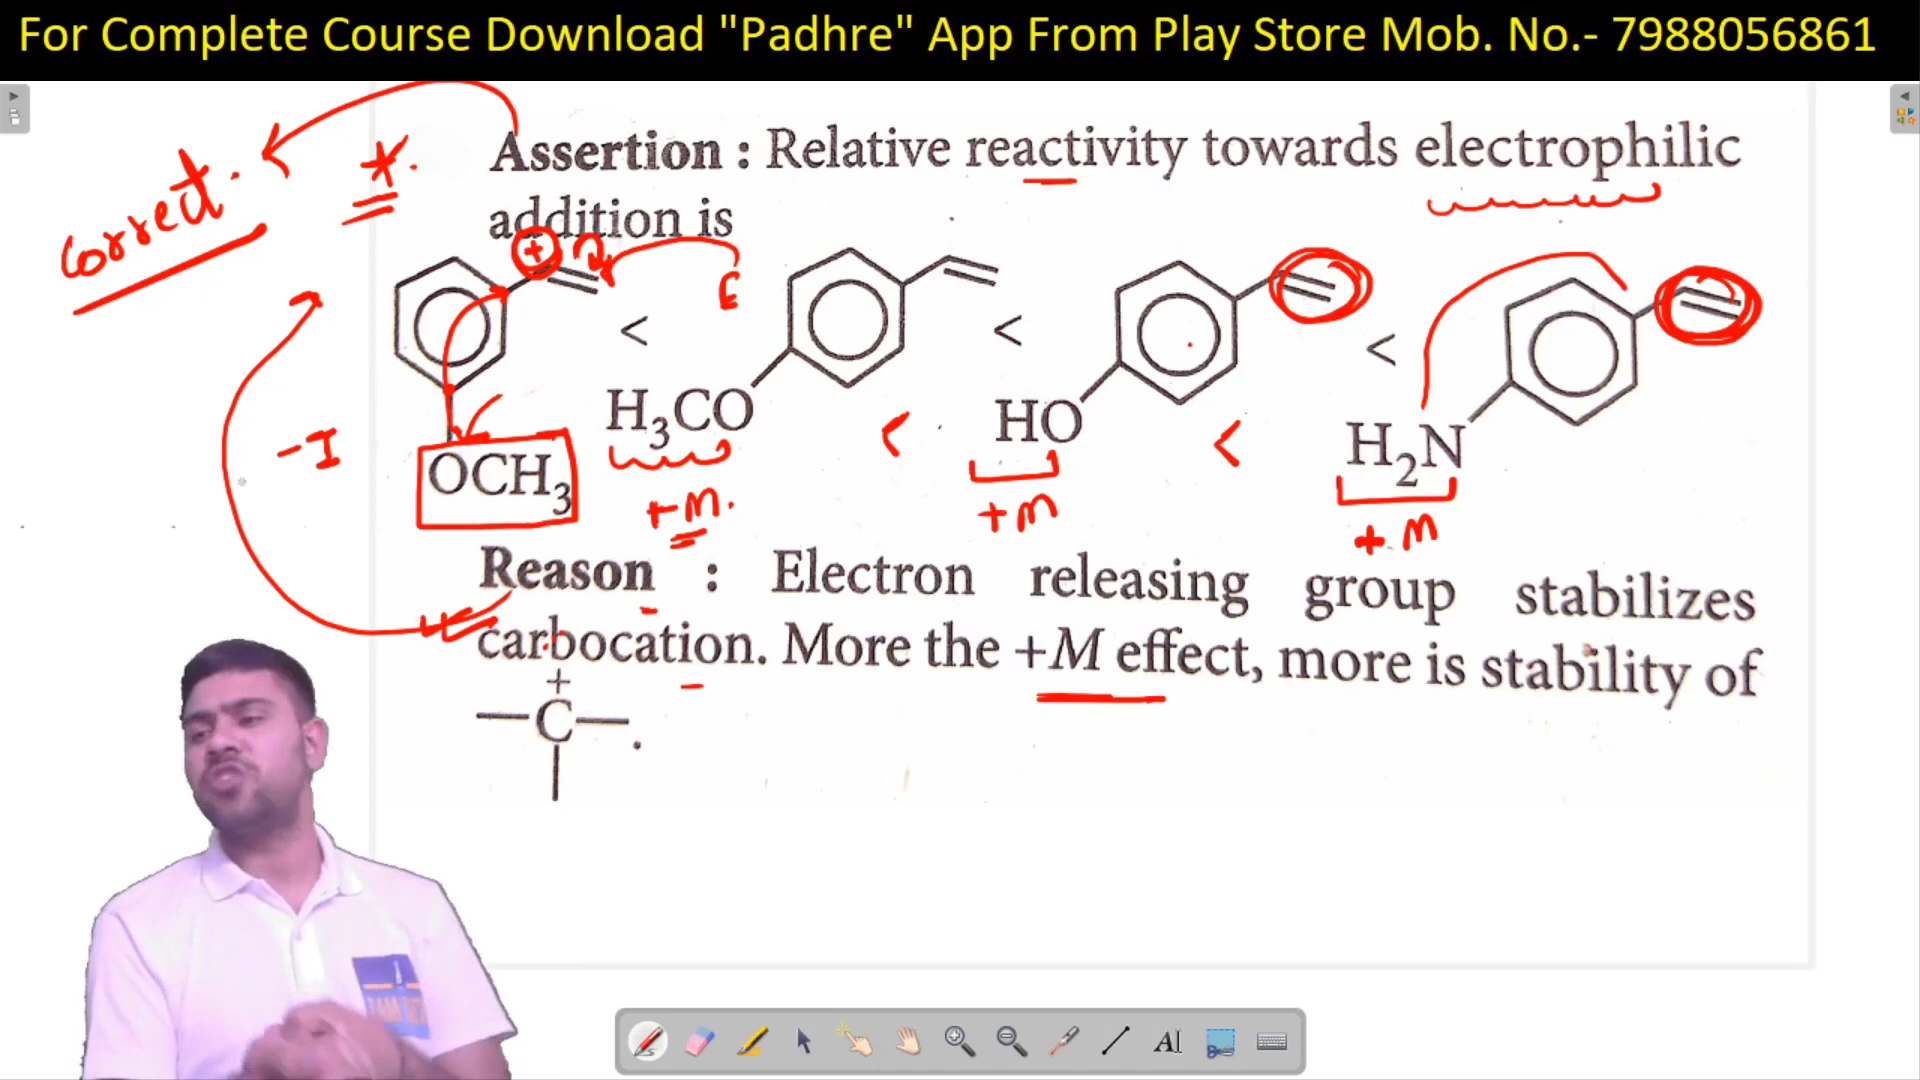 For Complete Course Download "Padhre" App From Play Store Mob. No.- 7988056861
Assertion : Relative reactivity towards electrophilic
addition is
correct.
*.
+
E
<
<
<
H₃CO
HO
H₂N
<
<
-I
OCH₃
+M.
+M
+M
Reason : Electron releasing group stabilizes
carbocation. More the +M effect, more is stability of
+
—C—.
AI